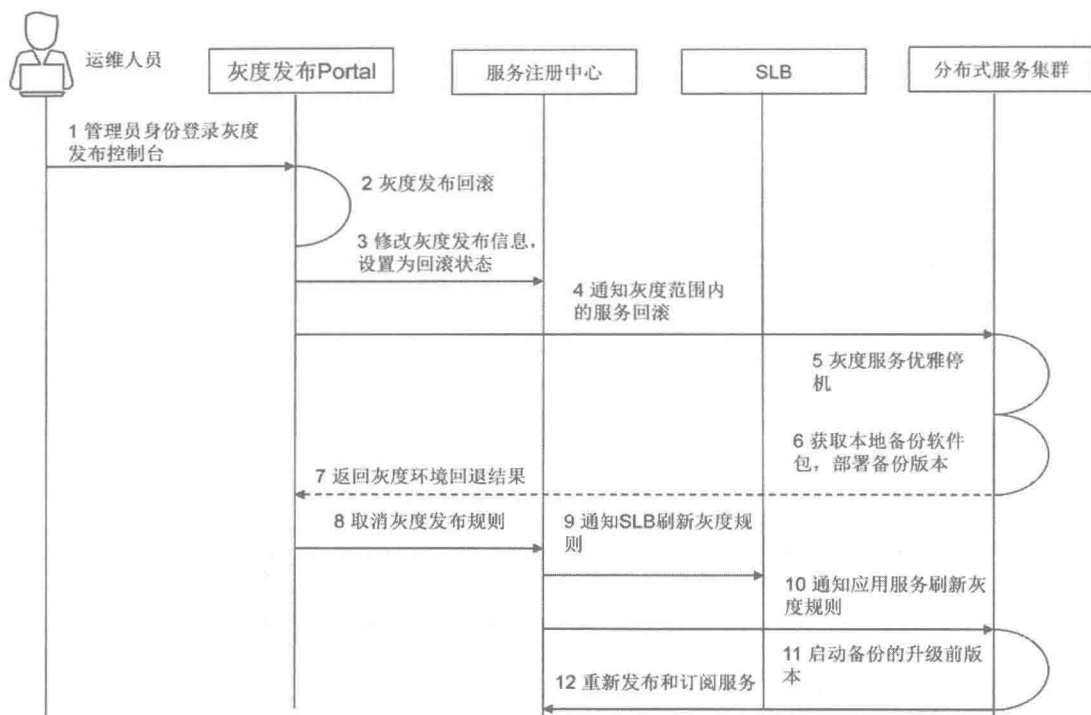 运维人员
灰度发布Portal
服务注册中心
SLB
分布式服务集群
1 管理员身份登录灰度
发布控制台
2 灰度发布回滚
3 修改灰度发布信息，
设置为回滚状态
4 通知灰度范围内
的服务回滚
5 灰度服务优雅停
机
6 获取本地备份软件
包，部署备份版本
7 返回灰度环境回退结果
8 取消灰度发布规则
9 通知SLB刷新灰度规
则
10 通知应用服务刷新灰
度规则
11 启动备份的升级前版
本
12 重新发布和订阅服务